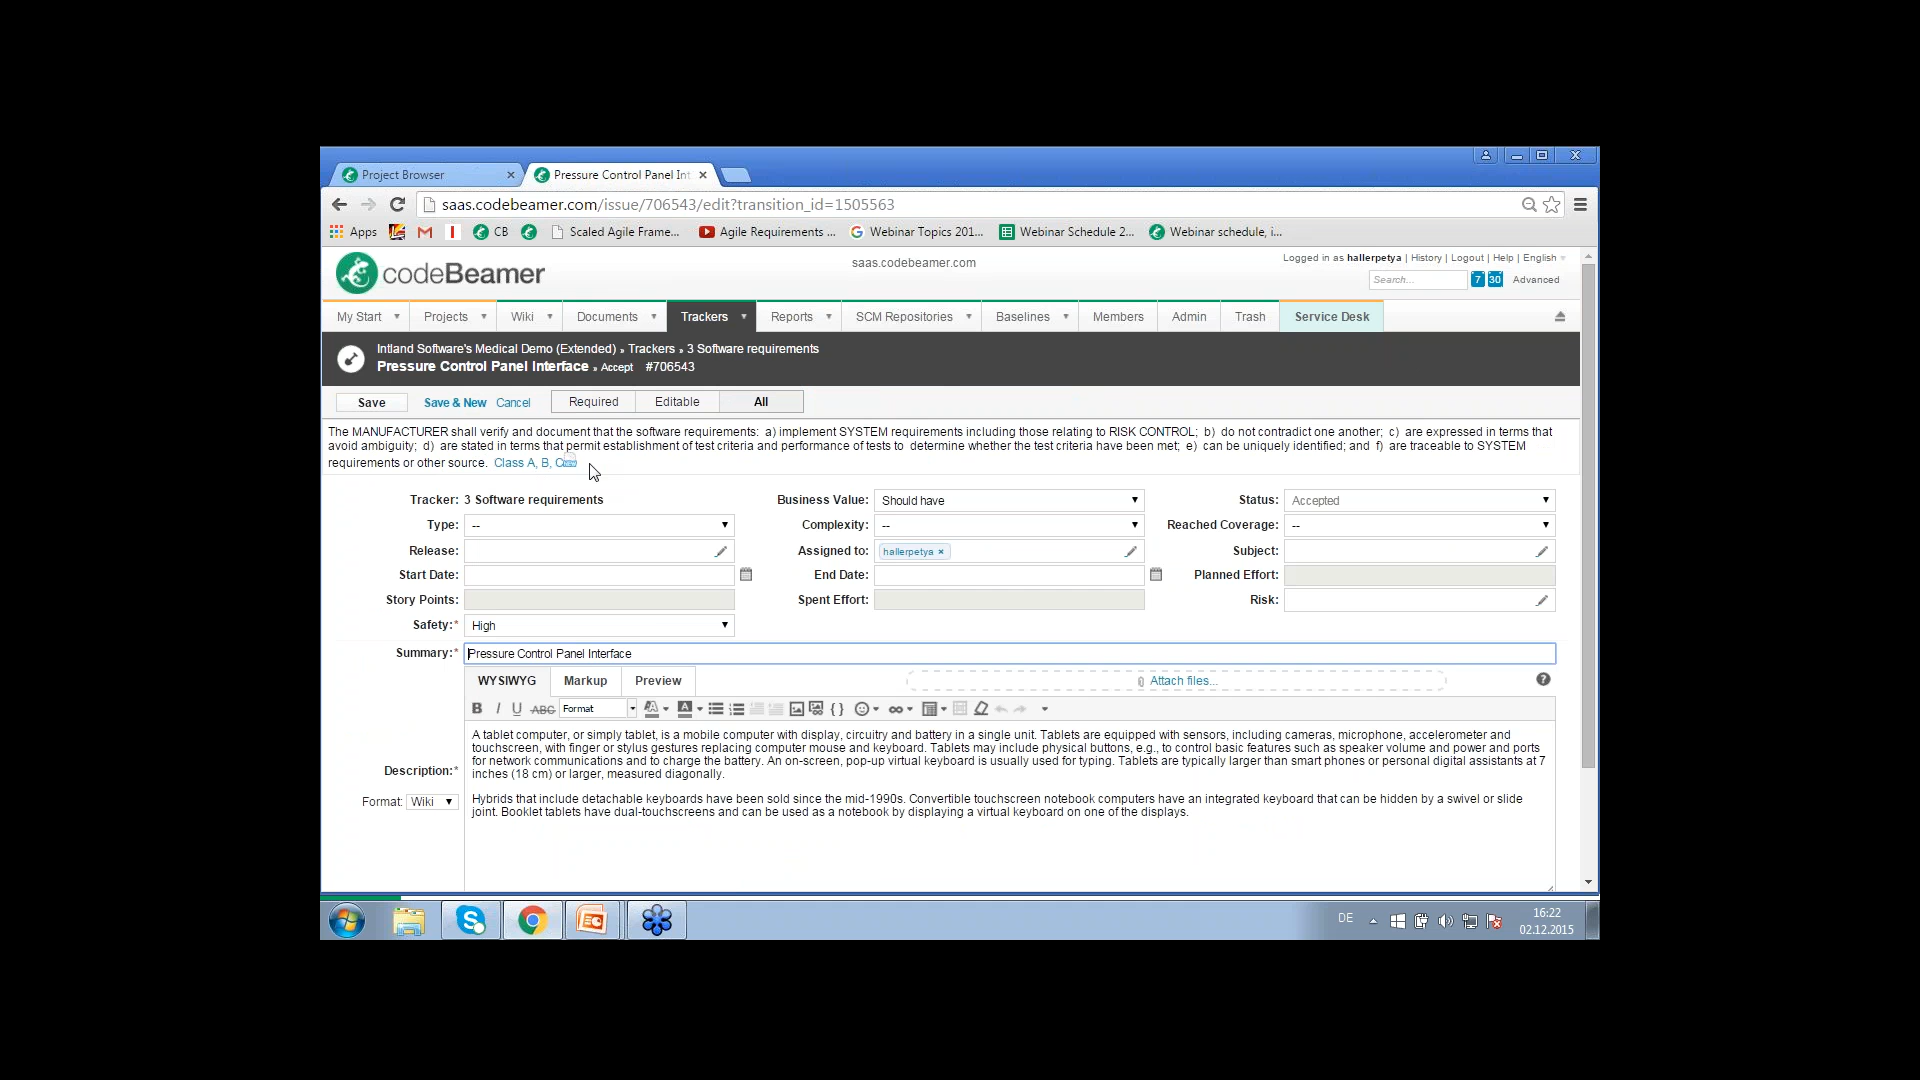 Project Browser
Pressure Control Panel Int
saas.codebeamer.com/issue/706543/edit?transition_id=1505563
Apps CB Scaled Agile Frame... Agile Requirements ... Webinar Topics 201... Webinar Schedule 2... Webinar schedule, i...
codeBeamer
saas.codebeamer.com
Logged in as hallerpetya | History | Logout | Help | English
Search... 7 30 Advanced
My Start Projects Wiki Documents Trackers Reports SCM Repositories Baselines Members Admin Trash Service Desk
Intland Software's Medical Demo (Extended) » Trackers » 3 Software requirements
Pressure Control Panel Interface » Accept #706543
Save Save & New Cancel Required Editable All
The MANUFACTURER shall verify and document that the software requirements: a) implement SYSTEM requirements including those relating to RISK CONTROL; b) do not contradict one another; c) are expressed in terms that
avoid ambiguity; d) are stated in terms that permit establishment of test criteria and performance of tests to determine whether the test criteria have been met; e) can be uniquely identified; and f) are traceable to SYSTEM
requirements or other source. Class A, B, C
Tracker: 3 Software requirements Business Value: Should have Status: Accepted
Type: -- Complexity: -- Reached Coverage: --
Release: Assigned to: hallerpetya × Subject:
Start Date: End Date: Planned Effort:
Story Points: Spent Effort: Risk:
Safety:* High
Summary:* Pressure Control Panel Interface
WYSIWYG Markup Preview Attach files...
B I U ABC Format
Description:*
Format: Wiki
A tablet computer, or simply tablet, is a mobile computer with display, circuitry and battery in a single unit. Tablets are equipped with sensors, including cameras, microphone, accelerometer and
touchscreen, with finger or stylus gestures replacing computer mouse and keyboard. Tablets may include physical buttons, e.g., to control basic features such as speaker volume and power and ports
for network communications and to charge the battery. An on-screen, pop-up virtual keyboard is usually used for typing. Tablets are typically larger than smart phones or personal digital assistants at 7
inches (18 cm) or larger, measured diagonally.
Hybrids that include detachable keyboards have been sold since the mid-1990s. Convertible touchscreen notebook computers have an integrated keyboard that can be hidden by a swivel or slide
joint. Booklet tablets have dual-touchscreens and can be used as a notebook by displaying a virtual keyboard on one of the displays.
DE
16:22
02.12.2015